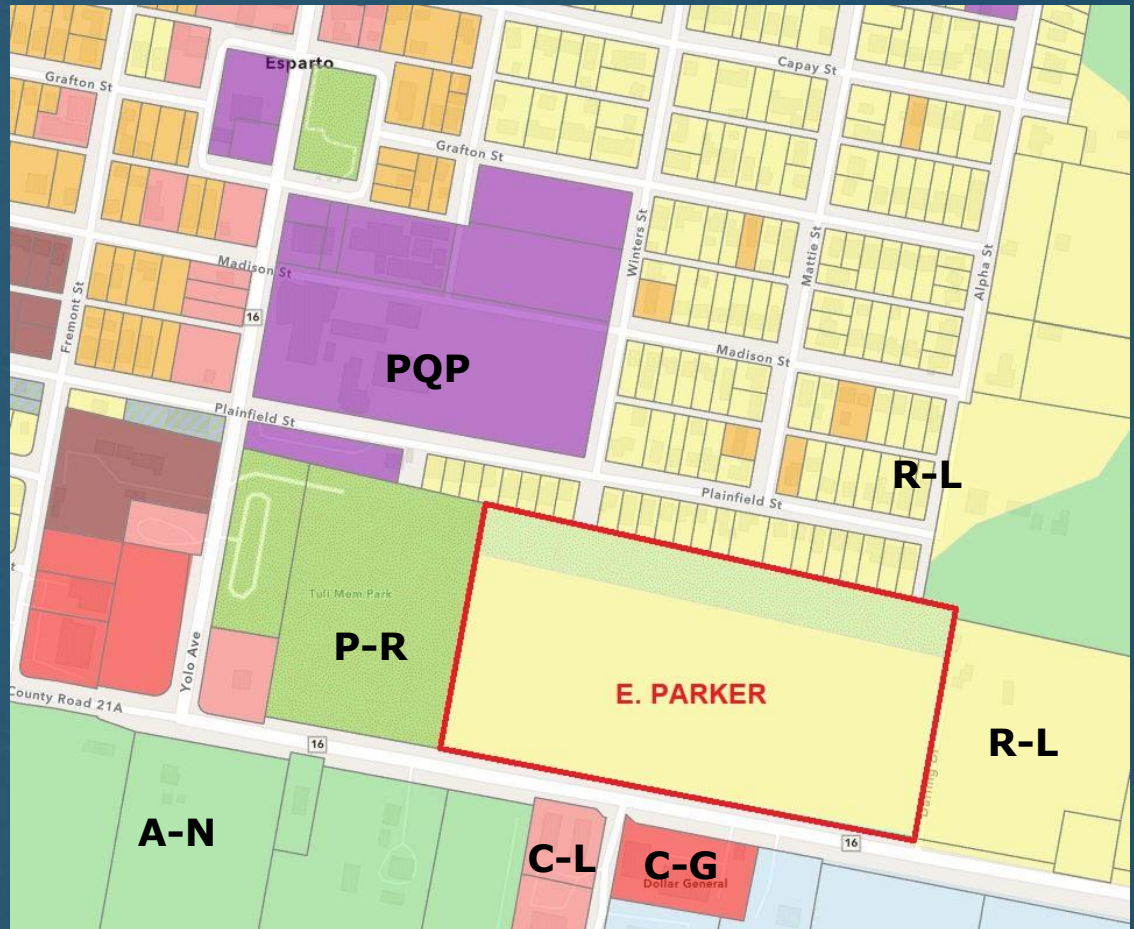 Esparto
Capay St
Grafton St
Grafton St
Winters St
Mattie St
Alpha St
Madison St
16
Fremont St
Madison St
PQP
Plainfield St
R-L
Plainfield St
Tuli Mem Park
P-R
E. PARKER
Yolo Ave
County Road 21A
R-L
16
16
A-N
C-L
C-G
Dollar General